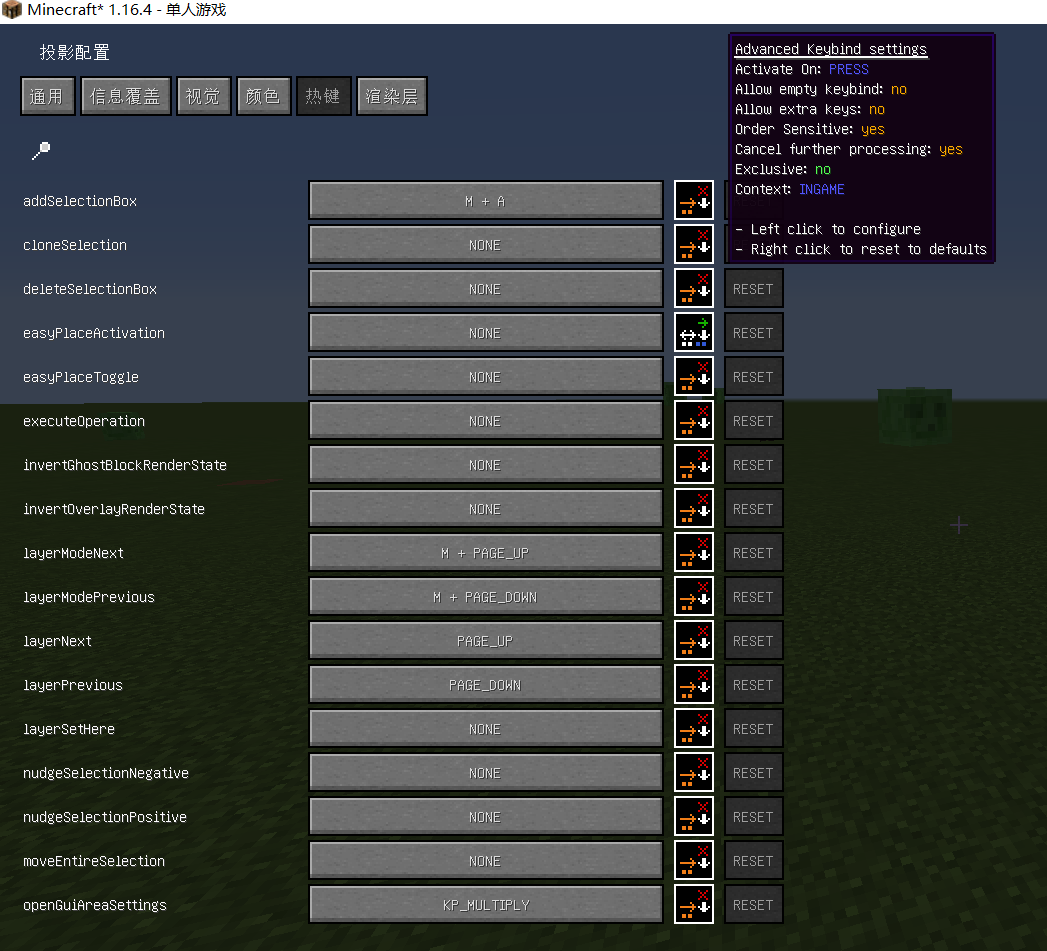 Minecraft* 1.16.4 - 单人游戏
投影配置
通用 信息覆盖 视觉 颜色 热键 渲染层
Advanced Keybind settings
Activate On: PRESS
Allow empty keybind: no
Allow extra keys: no
Order Sensitive: yes
Cancel further processing: yes
Exclusive: no
Context: INGAME
- Left click to configure
- Right click to reset to defaults
addSelectionBox M + A
cloneSelection NONE
deleteSelectionBox NONE RESET
easyPlaceActivation NONE RESET
easyPlaceToggle NONE RESET
executeOperation NONE RESET
invertGhostBlockRenderState NONE RESET
invertOverlayRenderState NONE RESET
layerModeNext M + PAGE_UP RESET
layerModePrevious M + PAGE_DOWN RESET
layerNext PAGE_UP RESET
layerPrevious PAGE_DOWN RESET
layerSetHere NONE RESET
nudgeSelectionNegative NONE RESET
nudgeSelectionPositive NONE RESET
moveEntireSelection NONE RESET
openGuiAreaSettings KP_MULTIPLY RESET